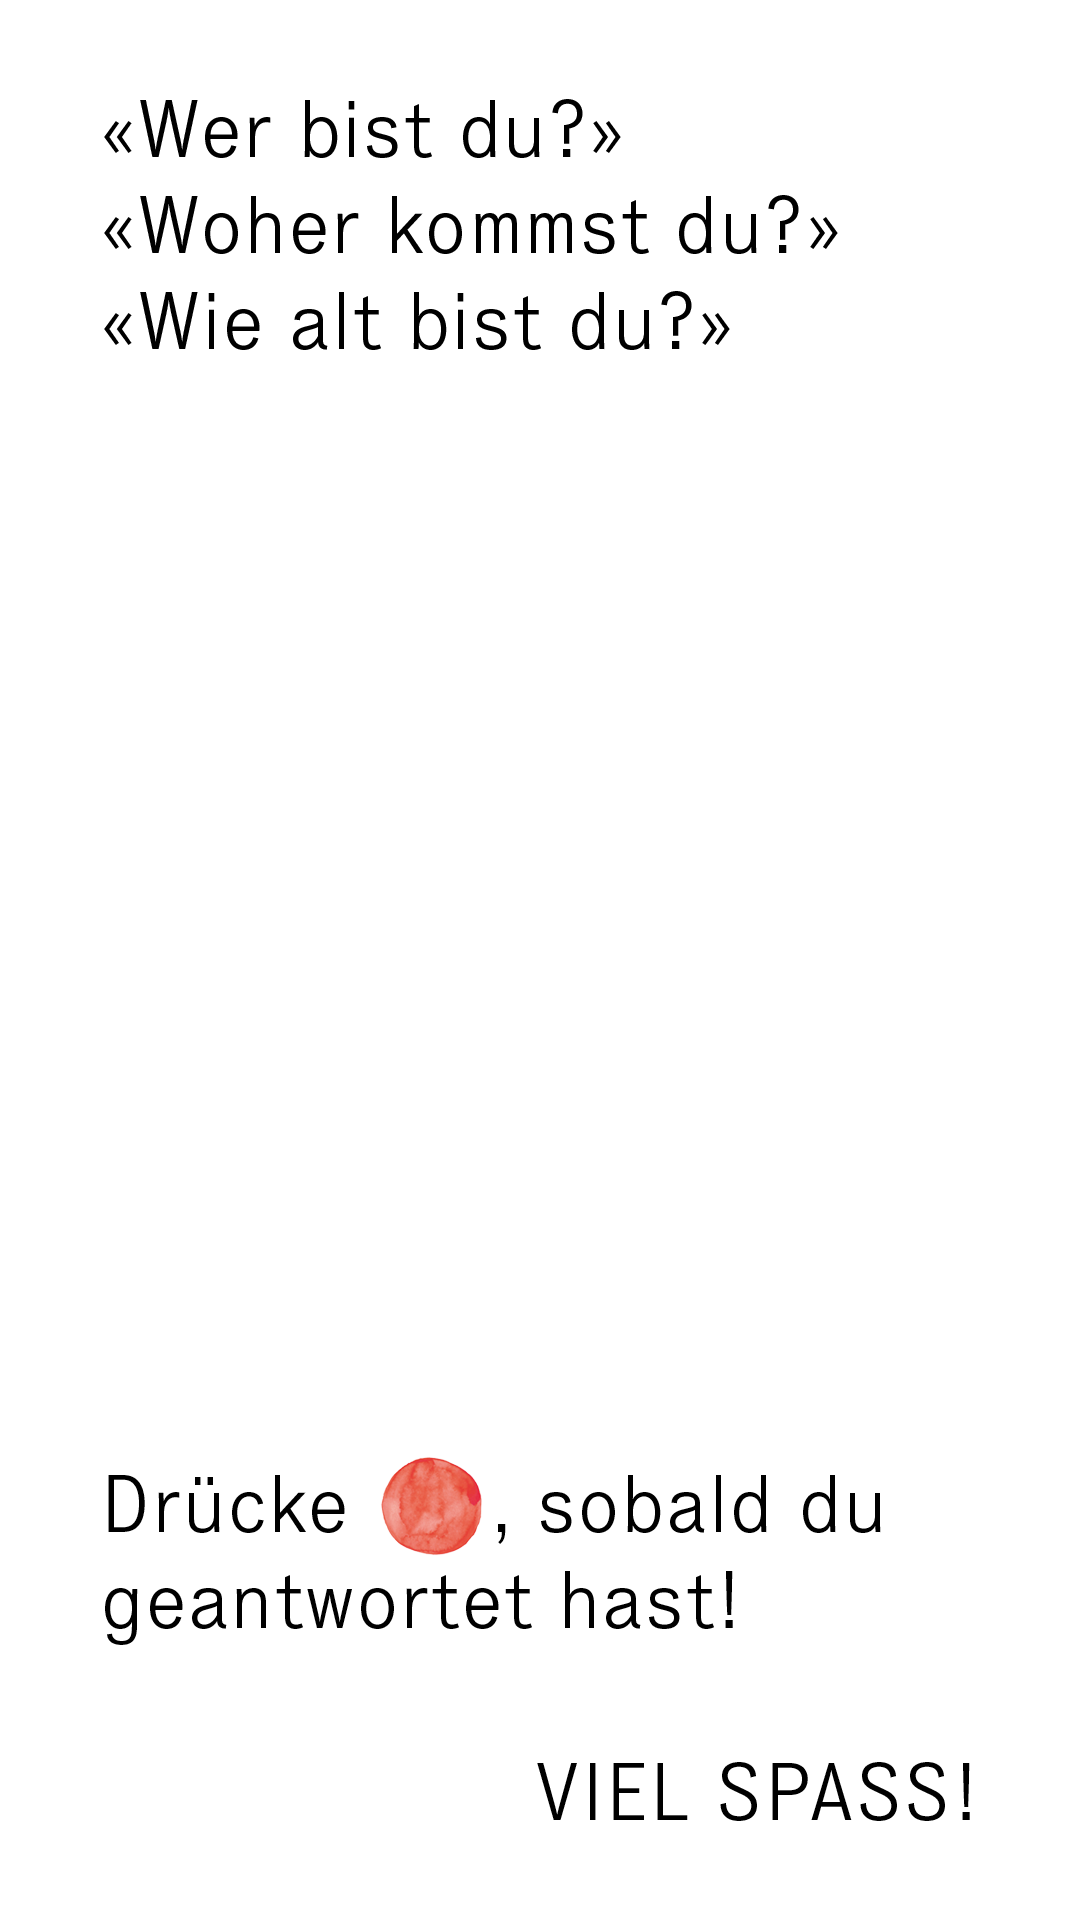 «Wer bist du?»
«Woher kommst du?»
«Wie alt bist du?»
Drücke , sobald du
geantwortet hast!
VIEL SPASS!